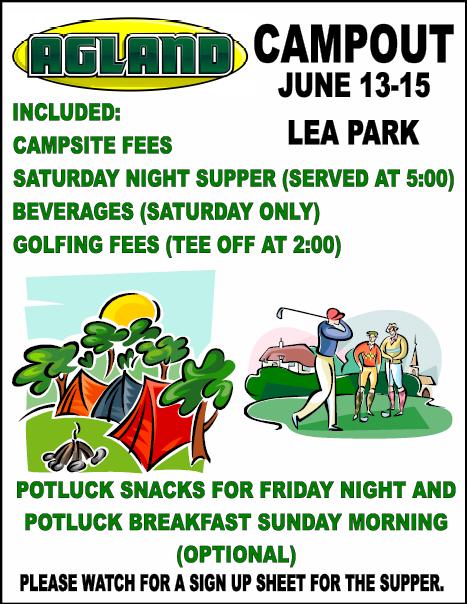 AGLAND
CAMPOUT
JUNE 13-15
LEA PARK
INCLUDED:
CAMPSITE FEES
SATURDAY NIGHT SUPPER (SERVED AT 5:00)
BEVERAGES (SATURDAY ONLY)
GOLFING FEES (TEE OFF AT 2:00)
POTLUCK SNACKS FOR FRIDAY NIGHT AND
POTLUCK BREAKFAST SUNDAY MORNING
(OPTIONAL)
PLEASE WATCH FOR A SIGN UP SHEET FOR THE SUPPER.